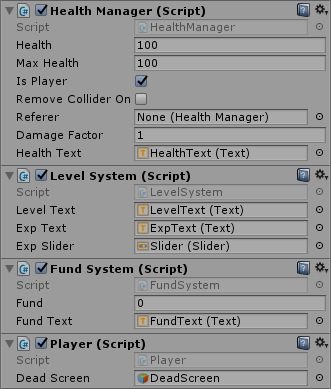 Health Manager (Script)
Script HealthManager
Health 100
Max Health 100
Is Player
Remove Collider On
Referer None (Health Manager)
Damage Factor 1
Health Text HealthText (Text)
Level System (Script)
Script LevelSystem
Level Text LevelText (Text)
Exp Text ExpText (Text)
Exp Slider Slider (Slider)
Fund System (Script)
Script FundSystem
Fund 0
Fund Text FundText (Text)
Player (Script)
Script Player
Dead Screen DeadScreen